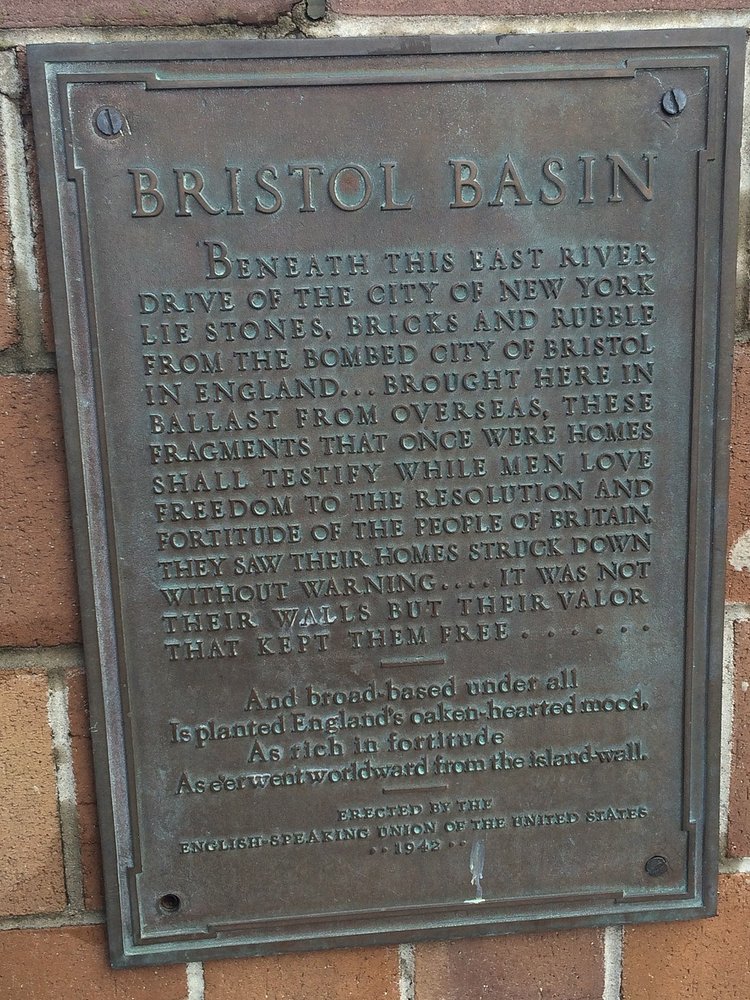 BRISTOL BASIN
BENEATH THIS EAST RIVER
DRIVE OF THE CITY OF NEW YORK
LIE STONES, BRICKS AND RUBBLE
FROM THE BOMBED CITY OF BRISTOL
IN ENGLAND... BROUGHT HERE IN
BALLAST FROM OVERSEAS, THESE
FRAGMENTS THAT ONCE WERE HOMES
SHALL TESTIFY WHILE MEN LOVE
FREEDOM TO THE RESOLUTION AND
FORTITUDE OF THE PEOPLE OF BRITAIN.
THEY SAW THEIR HOMES STRUCK DOWN
WITHOUT WARNING.... IT WAS NOT
THEIR WALLS BUT THEIR VALOR
THAT KEPT THEM FREE ......
And broad-based under all
Is planted England's oaken-hearted mood,
As rich in fortitude
As e'er went worldward from the island-wall.
ERECTED BY THE
ENGLISH-SPEAKING UNION OF THE UNITED STATES
··1942··